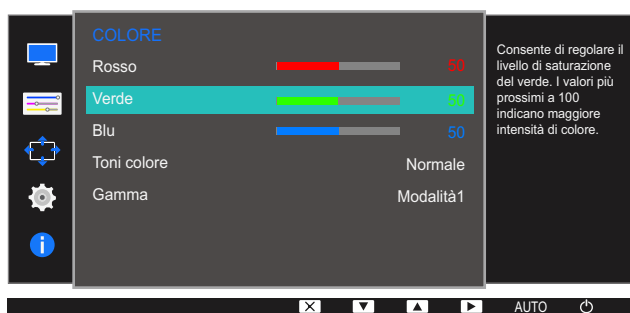 COLORE
Rosso 50
Verde 50
Blu 50
Toni colore Normale
Gamma Modalità1
Consente di regolare il
livello di saturazione
del verde. I valori più
prossimi a 100
indicano maggiore
intensità di colore.
AUTO